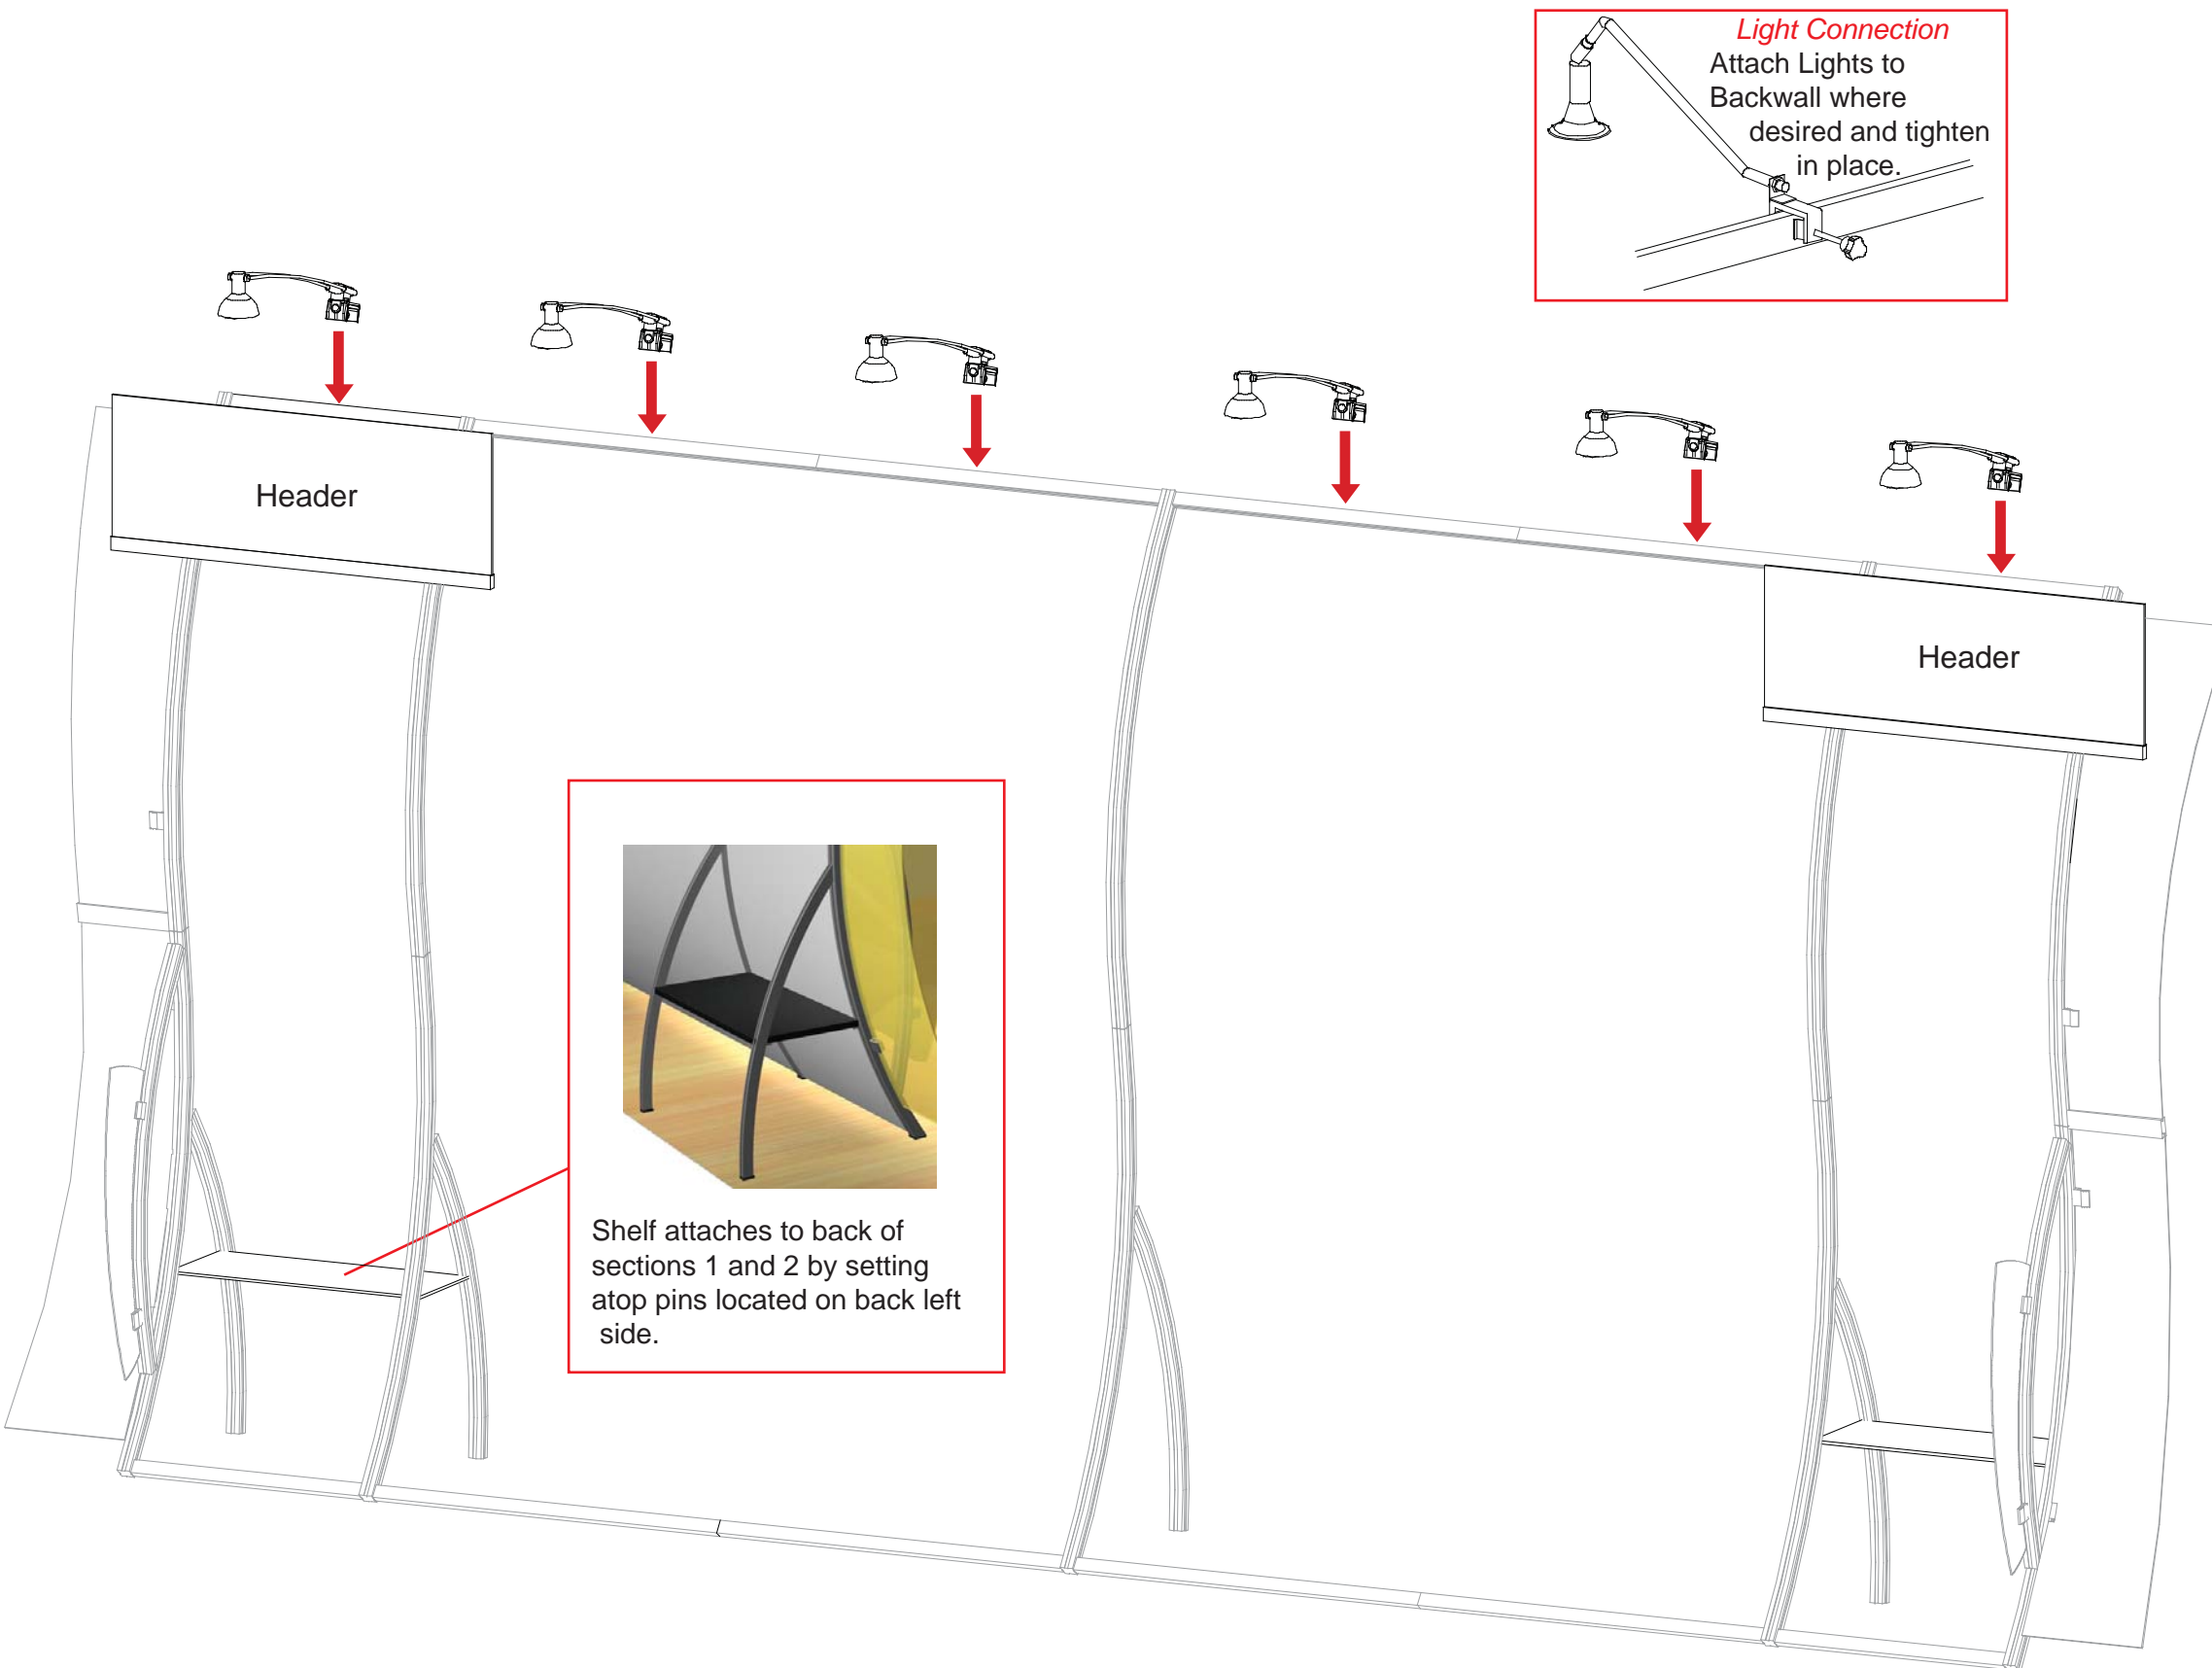 Light Connection
Attach Lights to
Backwall where
desired and tighten
in place.
Header
Header
Shelf attaches to back of
sections 1 and 2 by setting
atop pins located on back left
side.